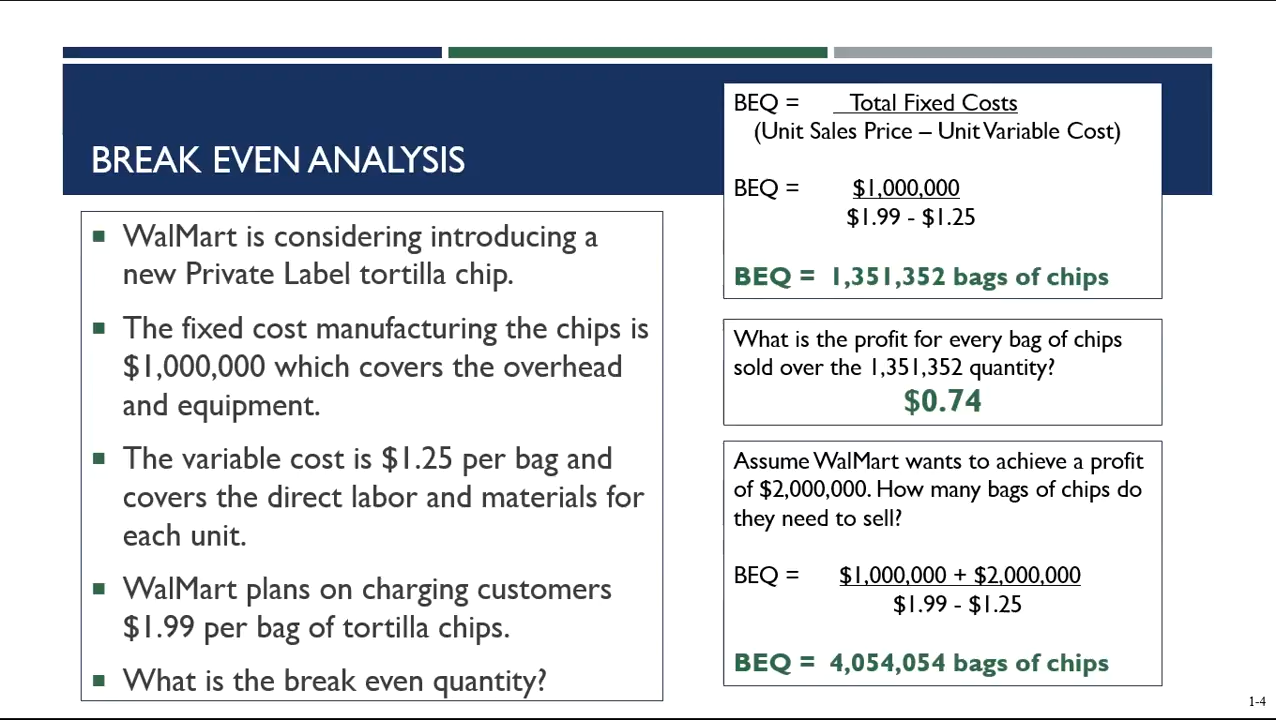 BREAK EVEN ANALYSIS
▪ WalMart is considering introducing a
new Private Label tortilla chip.
▪ The fixed cost manufacturing the chips is
$1,000,000 which covers the overhead
and equipment.
▪ The variable cost is $1.25 per bag and
covers the direct labor and materials for
each unit.
▪ WalMart plans on charging customers
$1.99 per bag of tortilla chips.
▪ What is the break even quantity?
BEQ = Total Fixed Costs
(Unit Sales Price – Unit Variable Cost)
BEQ = $1,000,000
$1.99 - $1.25
BEQ = 1,351,352 bags of chips
What is the profit for every bag of chips
sold over the 1,351,352 quantity?
$0.74
Assume WalMart wants to achieve a profit
of $2,000,000. How many bags of chips do
they need to sell?
BEQ = $1,000,000 + $2,000,000
$1.99 - $1.25
BEQ = 4,054,054 bags of chips
1-4